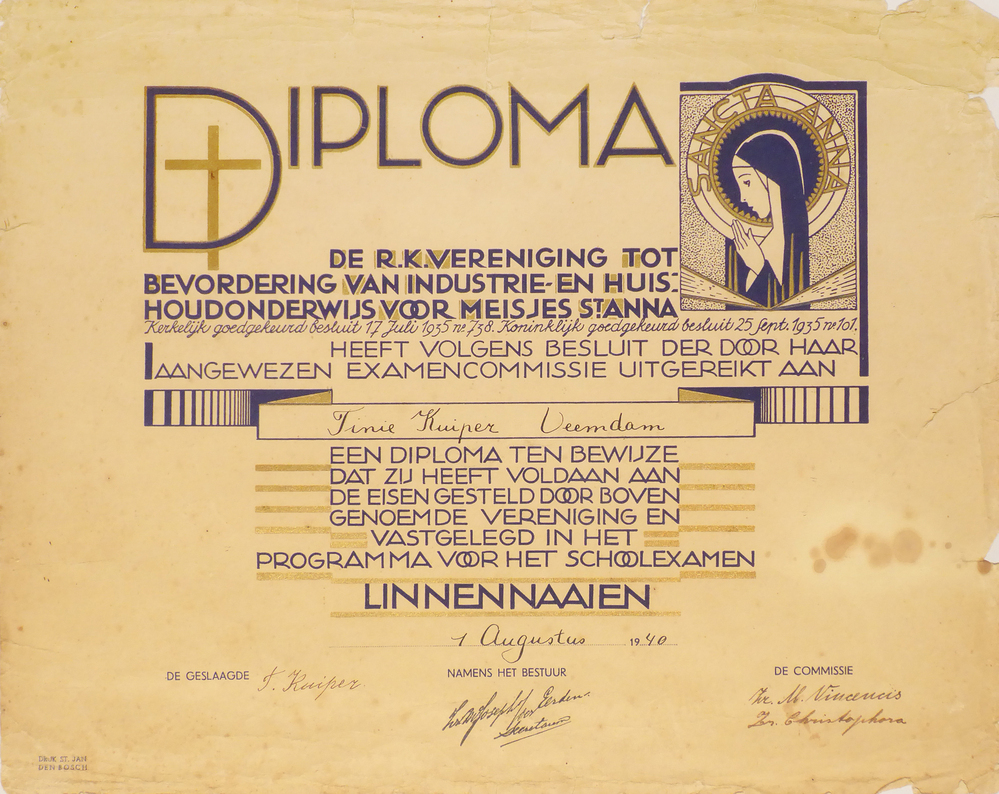 DIPLOMA
SANCTA ANNA
DE R.K. VERENIGING TOT
BEVORDERING VAN INDUSTRIE- EN HUIS-
HOUDONDERWIJS VOOR MEISJES ST. ANNA
Kerkelijk goedgekeurd besluit 17 Juli 1935 nº 738. Koninklijk goedgekeurd besluit 25 Sept. 1935 nº 101.
HEEFT VOLGENS BESLUIT DER DOOR HAAR
AANGEWEZEN EXAMENCOMMISSIE UITGEREIKT AAN
Tinie Kuiper Veemdam
EEN DIPLOMA TEN BEWIJZE
DAT ZIJ HEEFT VOLDAAN AAN
DE EISEN GESTELD DOOR BOVEN
GENOEMDE VERENIGING EN
VASTGELEGD IN HET
PROGRAMMA VOOR HET SCHOOLEXAMEN
LINNENNAAIEN
1 Augustus 1940
DE GESLAAGDE T. Kuiper
NAMENS HET BESTUUR
Secretaris
DE COMMISSIE
Zr. M. Vincencis
Zr. Christophora
DRUK ST. JAN
DEN BOSCH